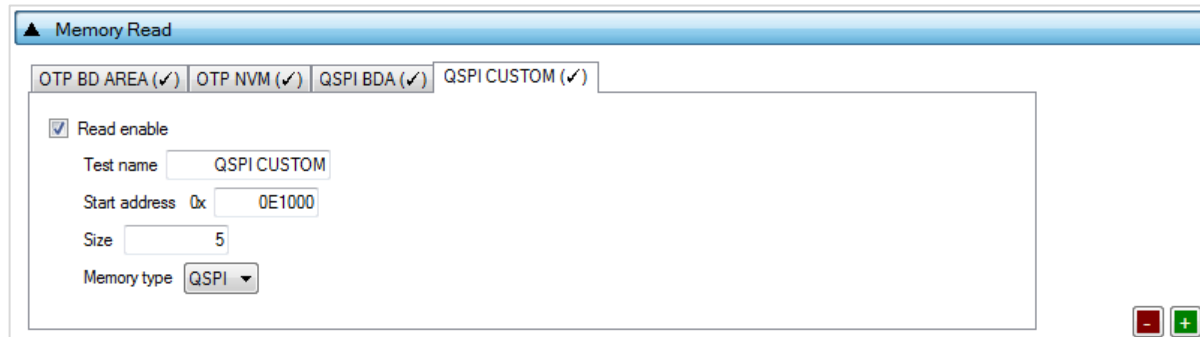 ▲ Memory Read
OTP BD AREA (✓) OTP NVM (✓) QSPI BDA (✓) QSPI CUSTOM (✓)
Read enable
Test name QSPI CUSTOM
Start address 0x 0E1000
Size 5
Memory type QSPI
- +